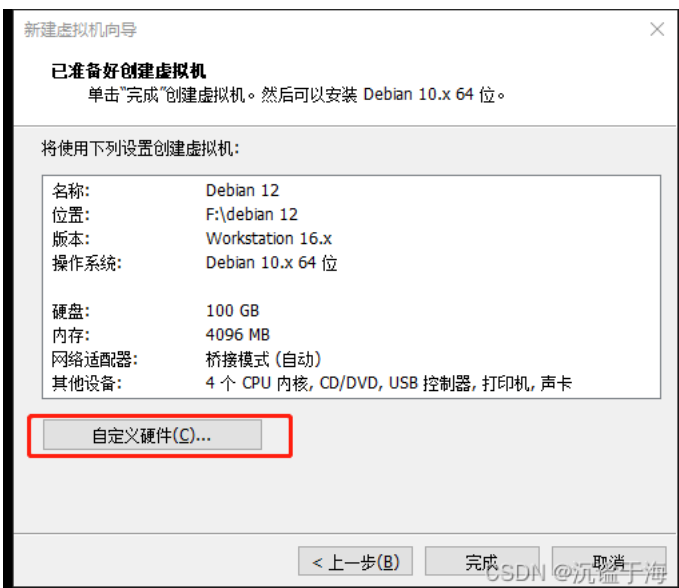 新建虚拟机向导
已准备好创建虚拟机
单击“完成”创建虚拟机。然后可以安装 Debian 10.x 64 位。
将使用下列设置创建虚拟机:
名称: Debian 12
位置: F:\debian 12
版本: Workstation 16.x
操作系统: Debian 10.x 64 位
硬盘: 100 GB
内存: 4096 MB
网络适配器: 桥接模式 (自动)
其他设备: 4 个 CPU 内核, CD/DVD, USB 控制器, 打印机, 声卡
自定义硬件(C)...
< 上一步(B) 完成 取消
CSDN @沉谧于海